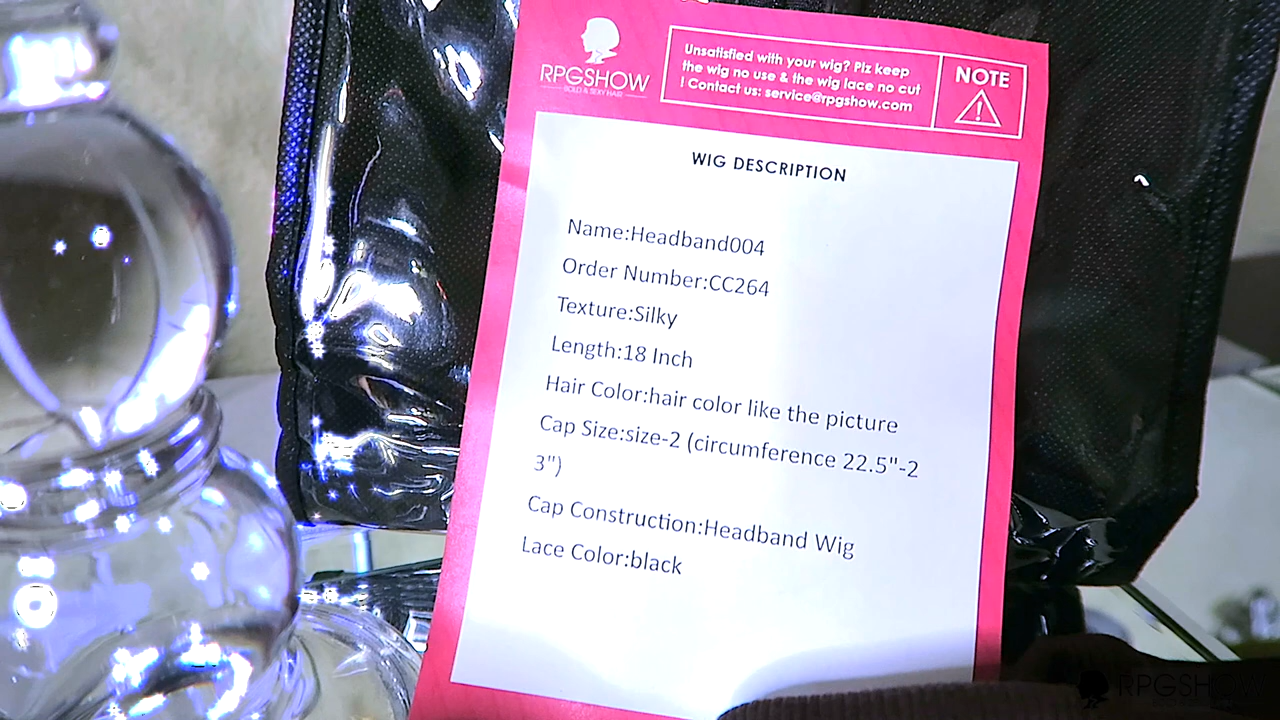 RPGSHOW
BOLD & SEXY HAIR
Unsatisfied with your wig? Plz keep
the wig no use & the wig lace no cut
! Contact us: service@rpgshow.com
NOTE
!
WIG DESCRIPTION
Name:Headband004
Order Number:CC264
Texture:Silky
Length:18 Inch
Hair Color:hair color like the picture
Cap Size:size-2 (circumference 22.5"-2
3")
Cap Construction:Headband Wig
Lace Color:black
RPGSHOW